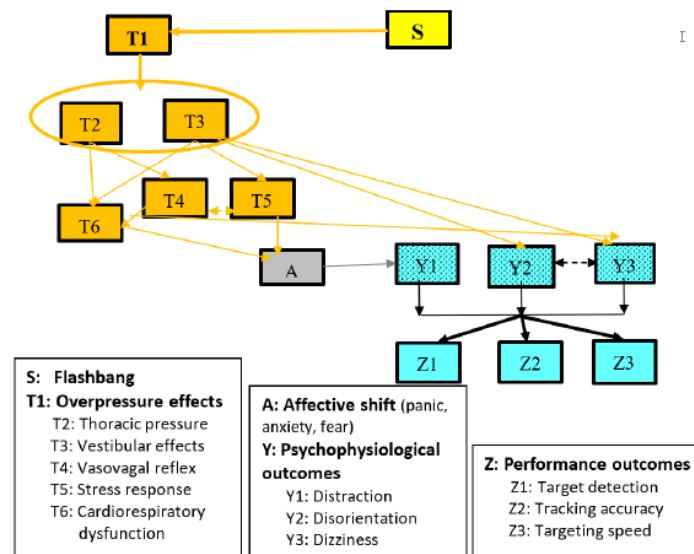 T1
S
T2
T3
T4
T5
T6
A
Y1
Y2
Y3
Z1
Z2
Z3
S: Flashbang
T1: Overpressure effects
T2: Thoracic pressure
T3: Vestibular effects
T4: Vasovagal reflex
T5: Stress response
T6: Cardiorespiratory
dysfunction
A: Affective shift (panic,
anxiety, fear)
Y: Psychophysiological
outcomes
Y1: Distraction
Y2: Disorientation
Y3: Dizziness
Z: Performance outcomes
Z1: Target detection
Z2: Tracking accuracy
Z3: Targeting speed